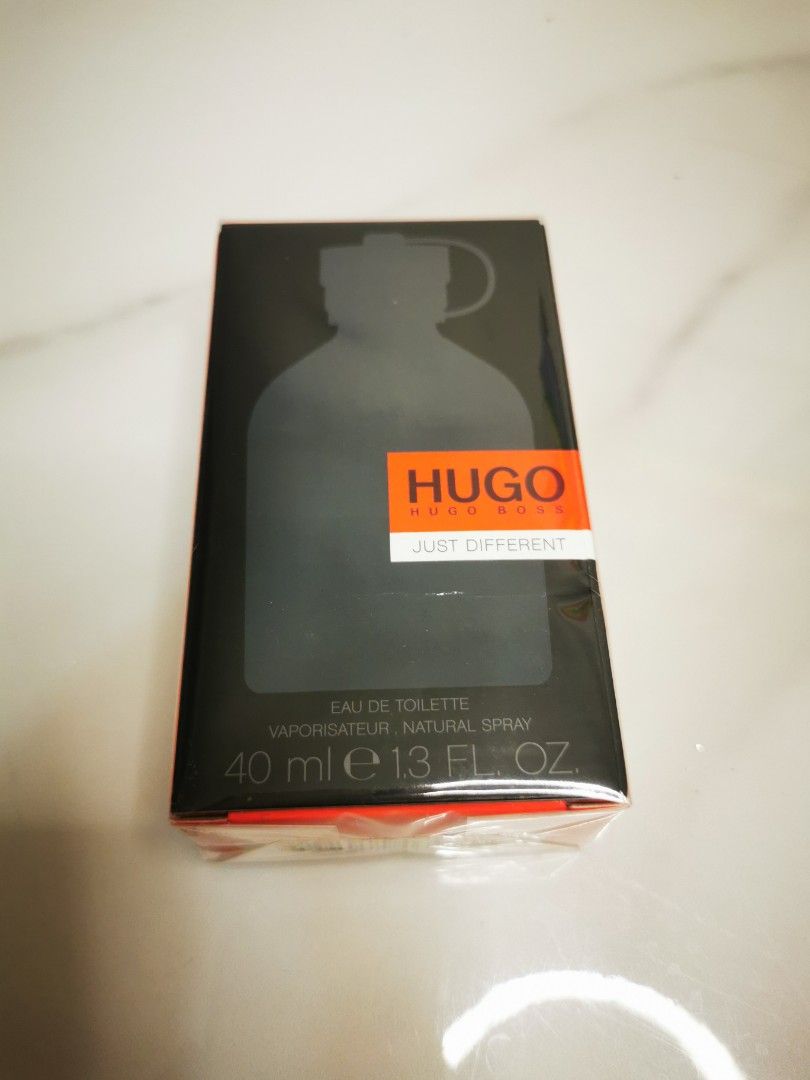 HUGO
HUGO BOSS
JUST DIFFERENT
EAU DE TOILETTE
VAPORISATEUR . NATURAL SPRAY
40 ml e 1.3 FL. OZ.